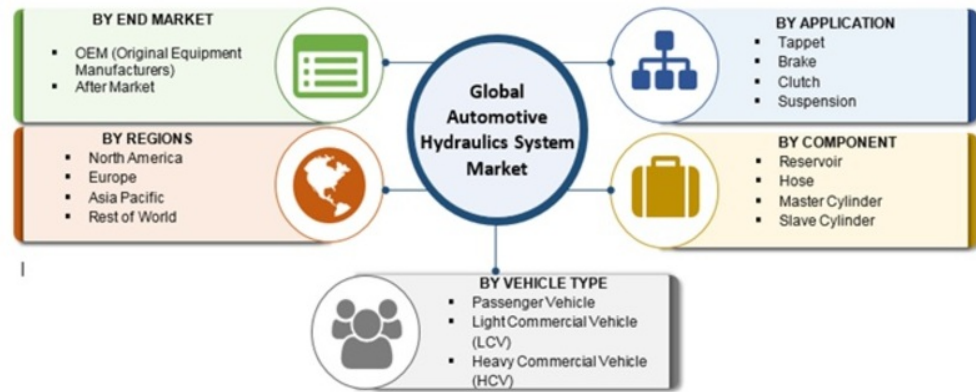 BY END MARKET
▪ OEM (Original Equipment
Manufacturers)
▪ After Market
BY REGIONS
▪ North America
▪ Europe
▪ Asia Pacific
▪ Rest of World
Global
Automotive
Hydraulics System
Market
BY APPLICATION
▪ Tappet
▪ Brake
▪ Clutch
▪ Suspension
BY COMPONENT
▪ Reservoir
▪ Hose
▪ Master Cylinder
▪ Slave Cylinder
BY VEHICLE TYPE
▪ Passenger Vehicle
▪ Light Commercial Vehicle
(LCV)
▪ Heavy Commercial Vehicle
(HCV)